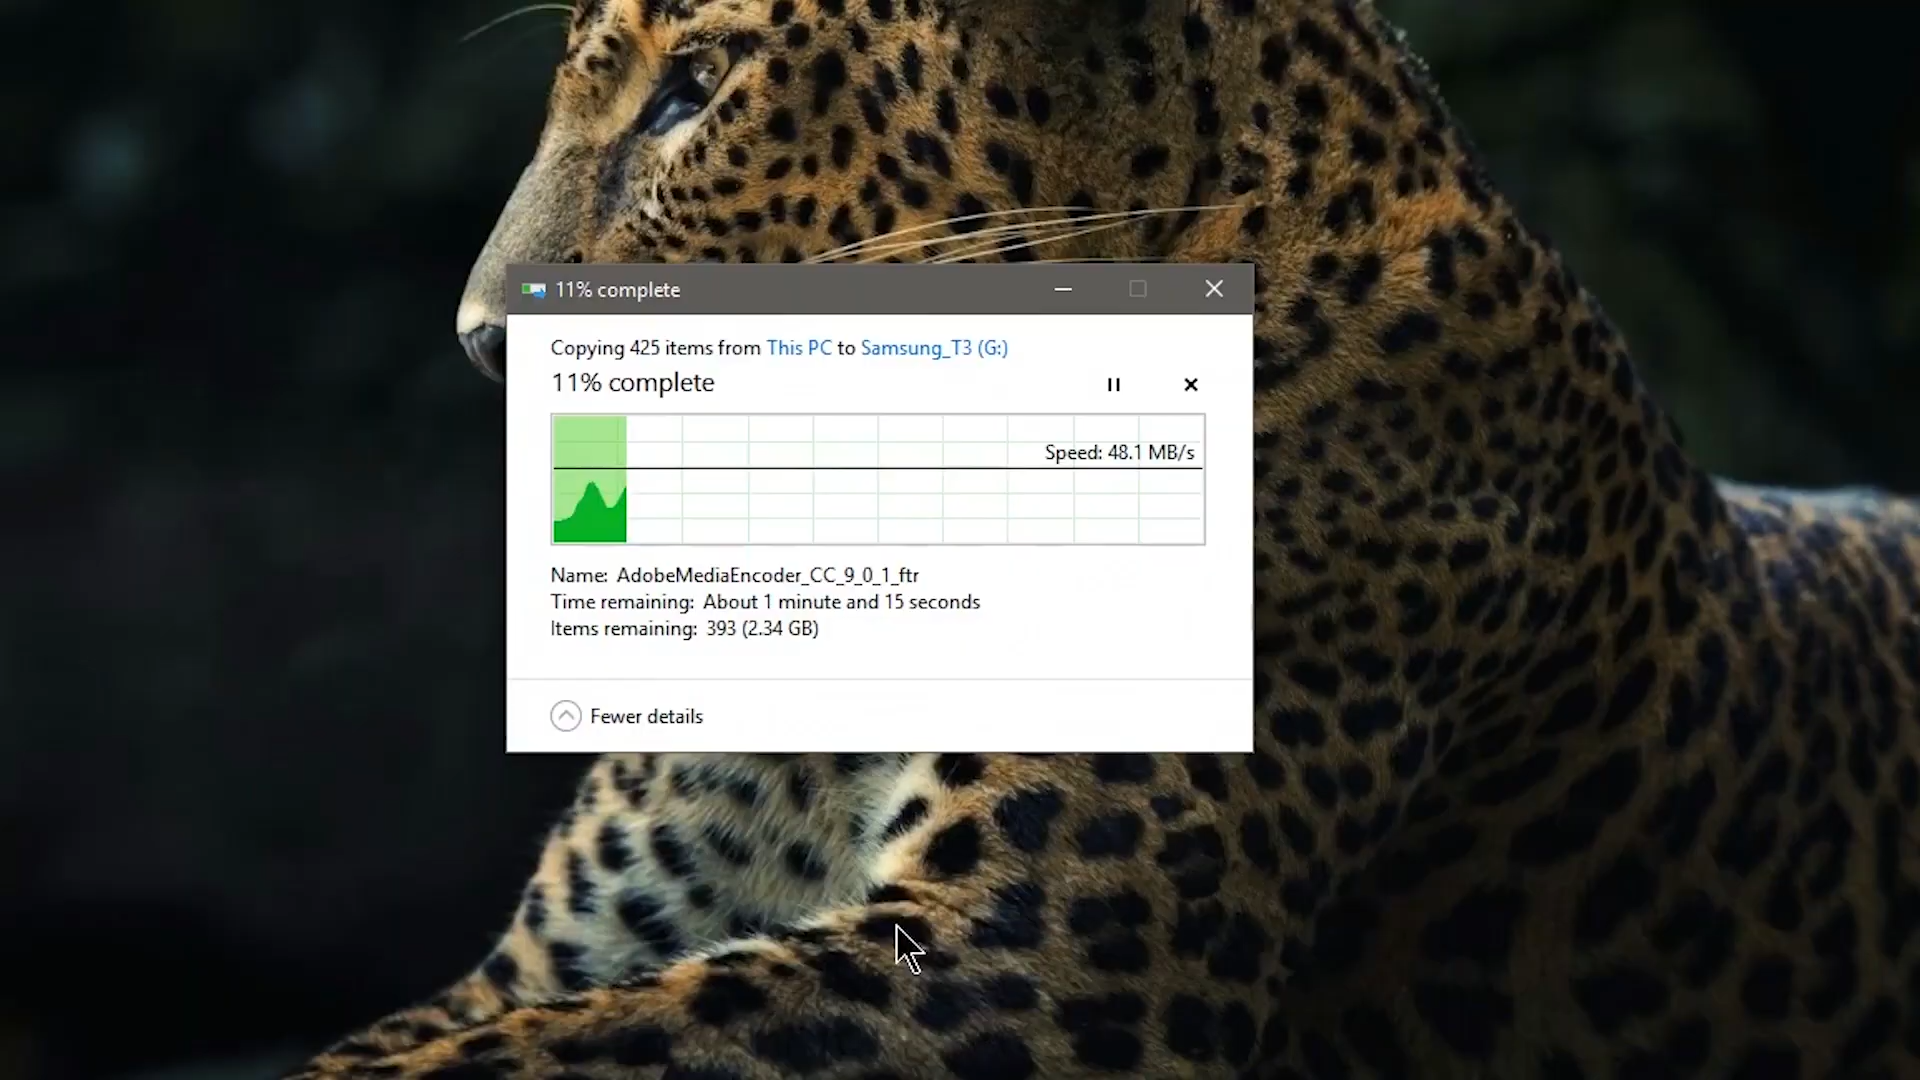 11% complete
Copying 425 items from This PC to Samsung_T3 (G:)
11% complete
Speed: 48.1 MB/s
Name: AdobeMediaEncoder_CC_9_0_1_ftr
Time remaining: About 1 minute and 15 seconds
Items remaining: 393 (2.34 GB)
Fewer details